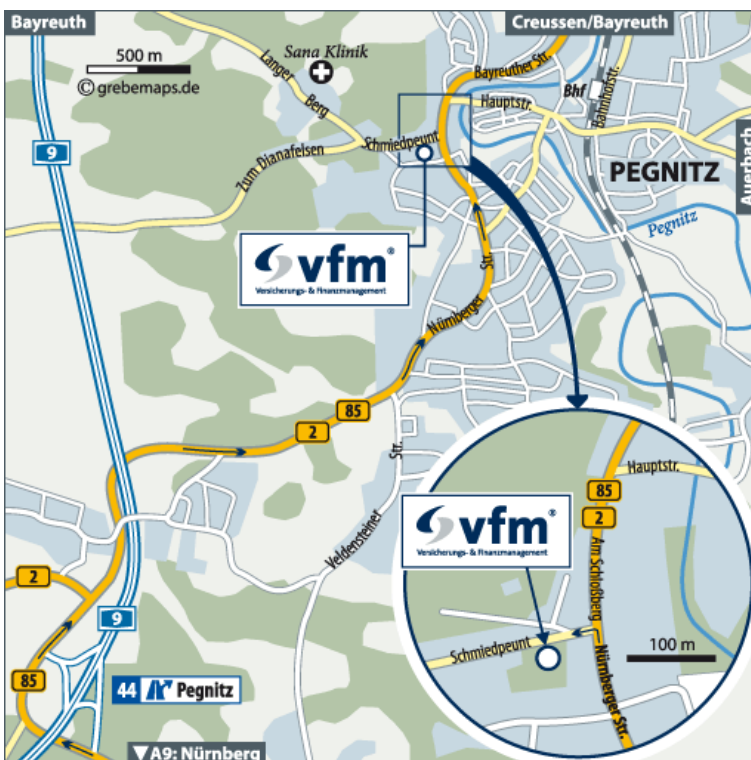 Bayreuth
Creussen/Bayreuth
500 m
© grebemaps.de
Sana Klinik
Langer
Berg
Bayreuther Str.
Hauptstr.
Bhf
Bahnhofstr.
9
Schmiedpeunt
Zum Dianafelsen
PEGNITZ
Auerbach
Pegnitz
vfm®
Versicherungs- & Finanzmanagement
Nürnberger
Str.
85
2
Str.
Veldensteiner
Hauptstr.
85
2
vfm®
Versicherungs- & Finanzmanagement
Am Schloßberg
Schmiedpeunt
100 m
Nürnberger Str.
2
9
85
44 Pegnitz
▼A9: Nürnberg